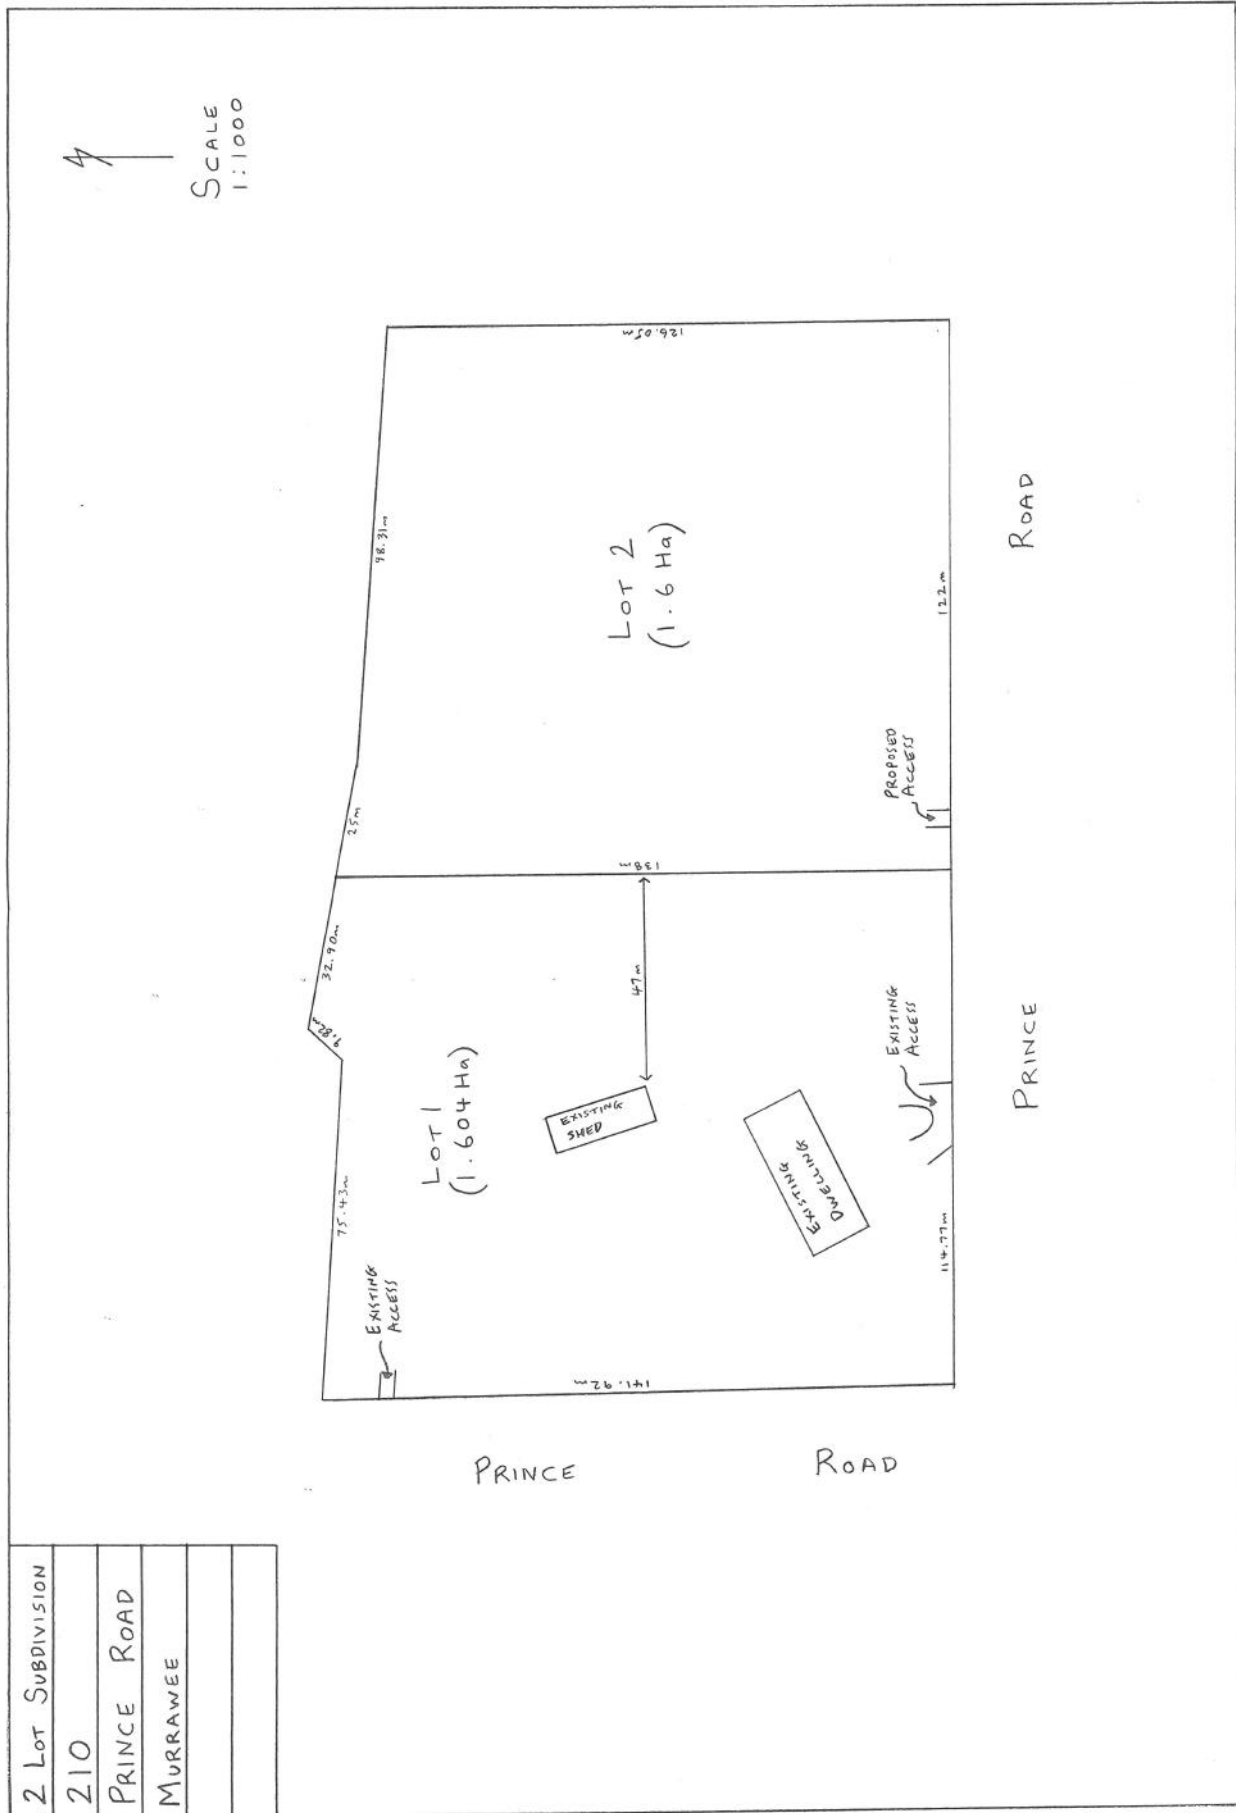 2 LOT SUBDIVISION
210
PRINCE ROAD
MURRAWEE
SCALE
1:1000
75.43m
9.82m
32.90m
25m
98.31m
EXISTING
ACCESS
LOT 1
(1.604 Ha)
EXISTING
SHED
47m
138m
LOT 2
(1.6 Ha)
126.05m
141.92m
EXISTING
DWELLING
EXISTING
ACCESS
PROPOSED
ACCESS
114.77m
122m
PRINCE ROAD
PRINCE ROAD